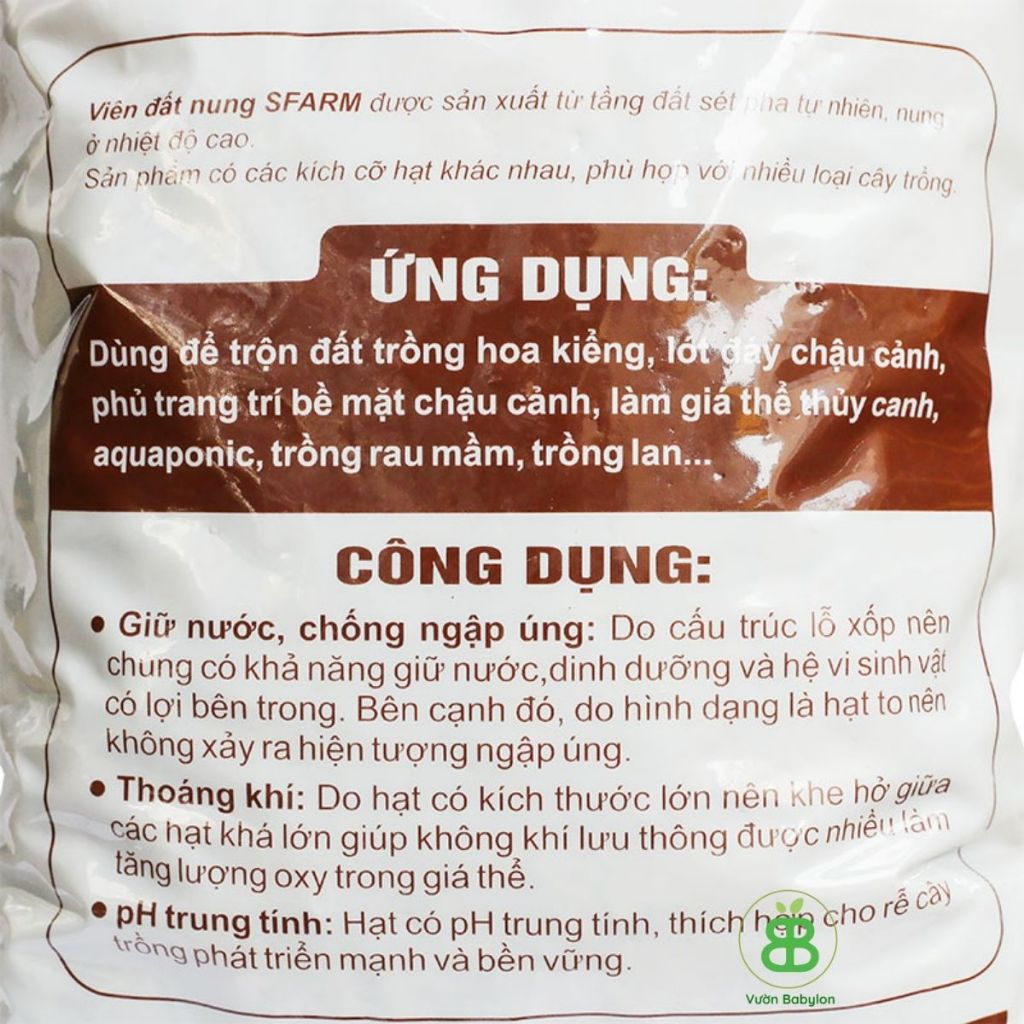 Viên đất nung SFARM được sản xuất từ tầng đất sét pha tự nhiên, nung
ở nhiệt độ cao.
Sản phẩm có các kích cỡ hạt khác nhau, phù hợp với nhiều loại cây trồng.
ỨNG DỤNG:
Dùng để trộn đất trồng hoa kiểng, lót đáy chậu cảnh,
phủ trang trí bề mặt chậu cảnh, làm giá thể thủy canh,
aquaponic, trồng rau mầm, trồng lan...
CÔNG DỤNG:
• Giữ nước, chống ngập úng: Do cấu trúc lỗ xốp nên
chúng có khả năng giữ nước,dinh dưỡng và hệ vi sinh vật
có lợi bên trong. Bên cạnh đó, do hình dạng là hạt to nên
không xảy ra hiện tượng ngập úng.
• Thoáng khí: Do hạt có kích thước lớn nên khe hở giữa
các hạt khá lớn giúp không khí lưu thông được nhiều làm
tăng lượng oxy trong giá thể.
• pH trung tính: Hạt có pH trung tính, thích hợp cho rễ cây
trồng phát triển mạnh và bền vững.
Vườn Babylon